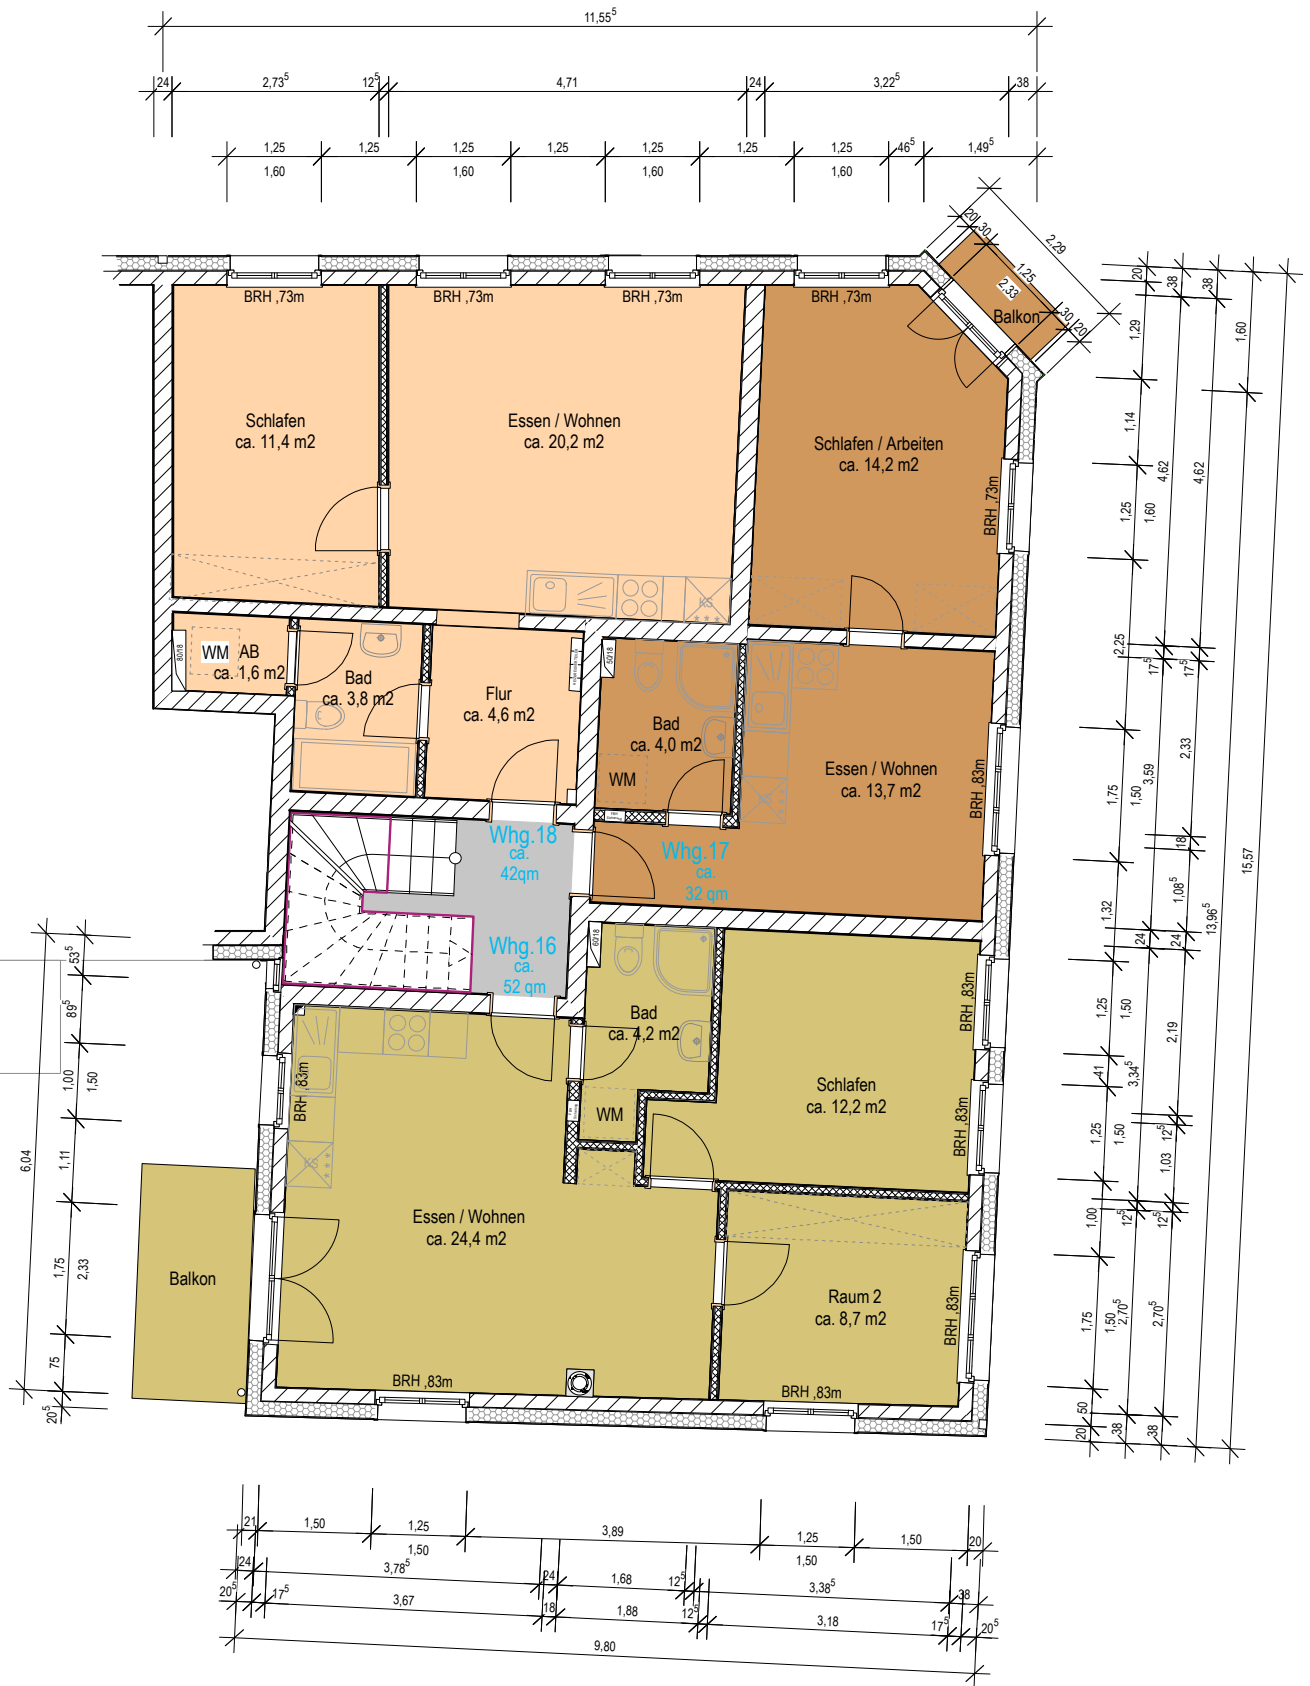 11,55⁵
24 2,73⁵ 12⁵ 4,71 24 3,22⁵ 38
1,25 1,25 1,25 1,25 1,25 1,25 1,25 46⁵ 1,49⁵
1,60 1,60 1,60 1,60
20 30 1,25 30 20
2,33
2,29
Balkon
BRH ,73m BRH ,73m BRH ,73m BRH ,73m
Schlafen
ca. 11,4 m2
Essen / Wohnen
ca. 20,2 m2
Schlafen / Arbeiten
ca. 14,2 m2
BRH ,73m
KS
80/18
WM AB
ca. 1,6 m2
Bad
ca. 3,8 m2
Flur
ca. 4,6 m2
50/18
Bad
ca. 4,0 m2
WM
Essen / Wohnen
ca. 13,7 m2
KS
BRH ,83m
Whg.18
ca.
42qm
Whg.17
ca.
32 qm
Whg.16
ca.
52 qm
60/18
Bad
ca. 4,2 m2
WM
Schlafen
ca. 12,2 m2
BRH ,83m
BRH ,83m
BRH ,83m
KS
Essen / Wohnen
ca. 24,4 m2
Balkon
Raum 2
ca. 8,7 m2
BRH ,83m
BRH ,83m
BRH ,83m
53⁵ 89⁵ 1,00 1,11 1,75 75 20⁵
1,50 2,33
6,04
20 1,29 1,14 1,25 2,25 1,75 1,32 1,25 41 1,25 1,00 1,75 50 20
1,60 1,50 1,50 1,50 1,50
38 4,62 17⁵ 3,59 24 3,34⁵ 12⁵ 2,70⁵ 38
38 4,62 17⁵ 2,33 18 1,08⁵ 24 2,19 12⁵ 1,03 12⁵ 2,70⁵ 38
1,60 13,96⁵
15,57
21 1,50 1,25 3,89 1,25 1,50 20
1,50 1,50
24 3,78⁵ 24 1,68 12⁵ 3,38⁵ 38
20⁵ 17⁵ 3,67 18 1,88 12⁵ 3,18 17⁵ 20⁵
9,80